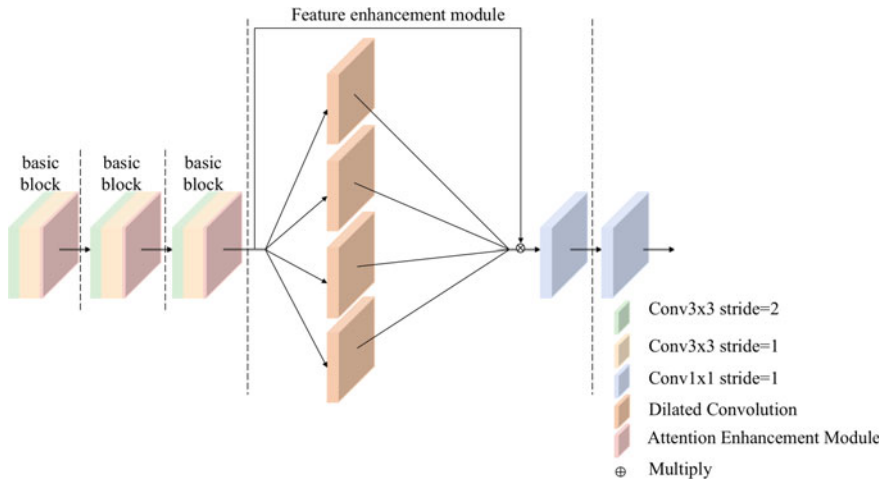 Feature enhancement module
basic
block
basic
block
basic
block
Conv3x3 stride=2
Conv3x3 stride=1
Conv1x1 stride=1
Dilated Convolution
Attention Enhancement Module
⊕ Multiply